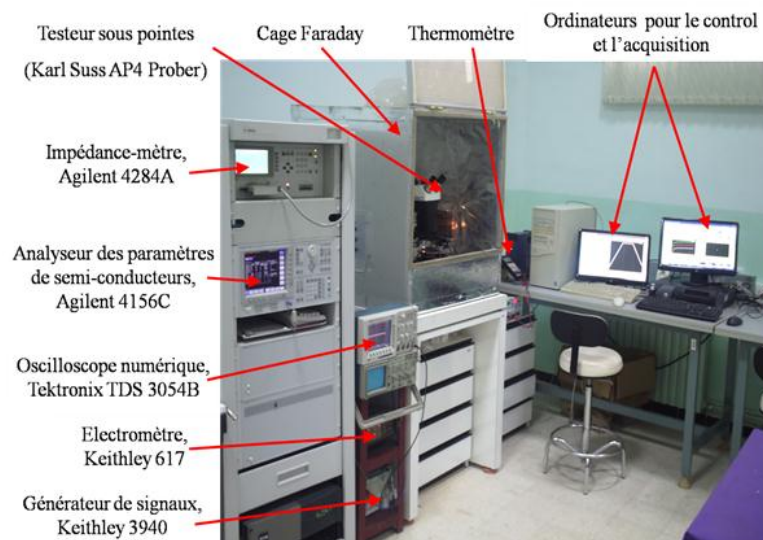 Testeur sous pointes
(Karl Suss AP4 Prober)
Cage Faraday
Thermomètre
Ordinateurs pour le control
et l'acquisition
Impédance-mètre,
Agilent 4284A
Analyseur des paramètres
de semi-conducteurs,
Agilent 4156C
Oscilloscope numérique,
Tektronix TDS 3054B
Electromètre,
Keithley 617
Générateur de signaux,
Keithley 3940